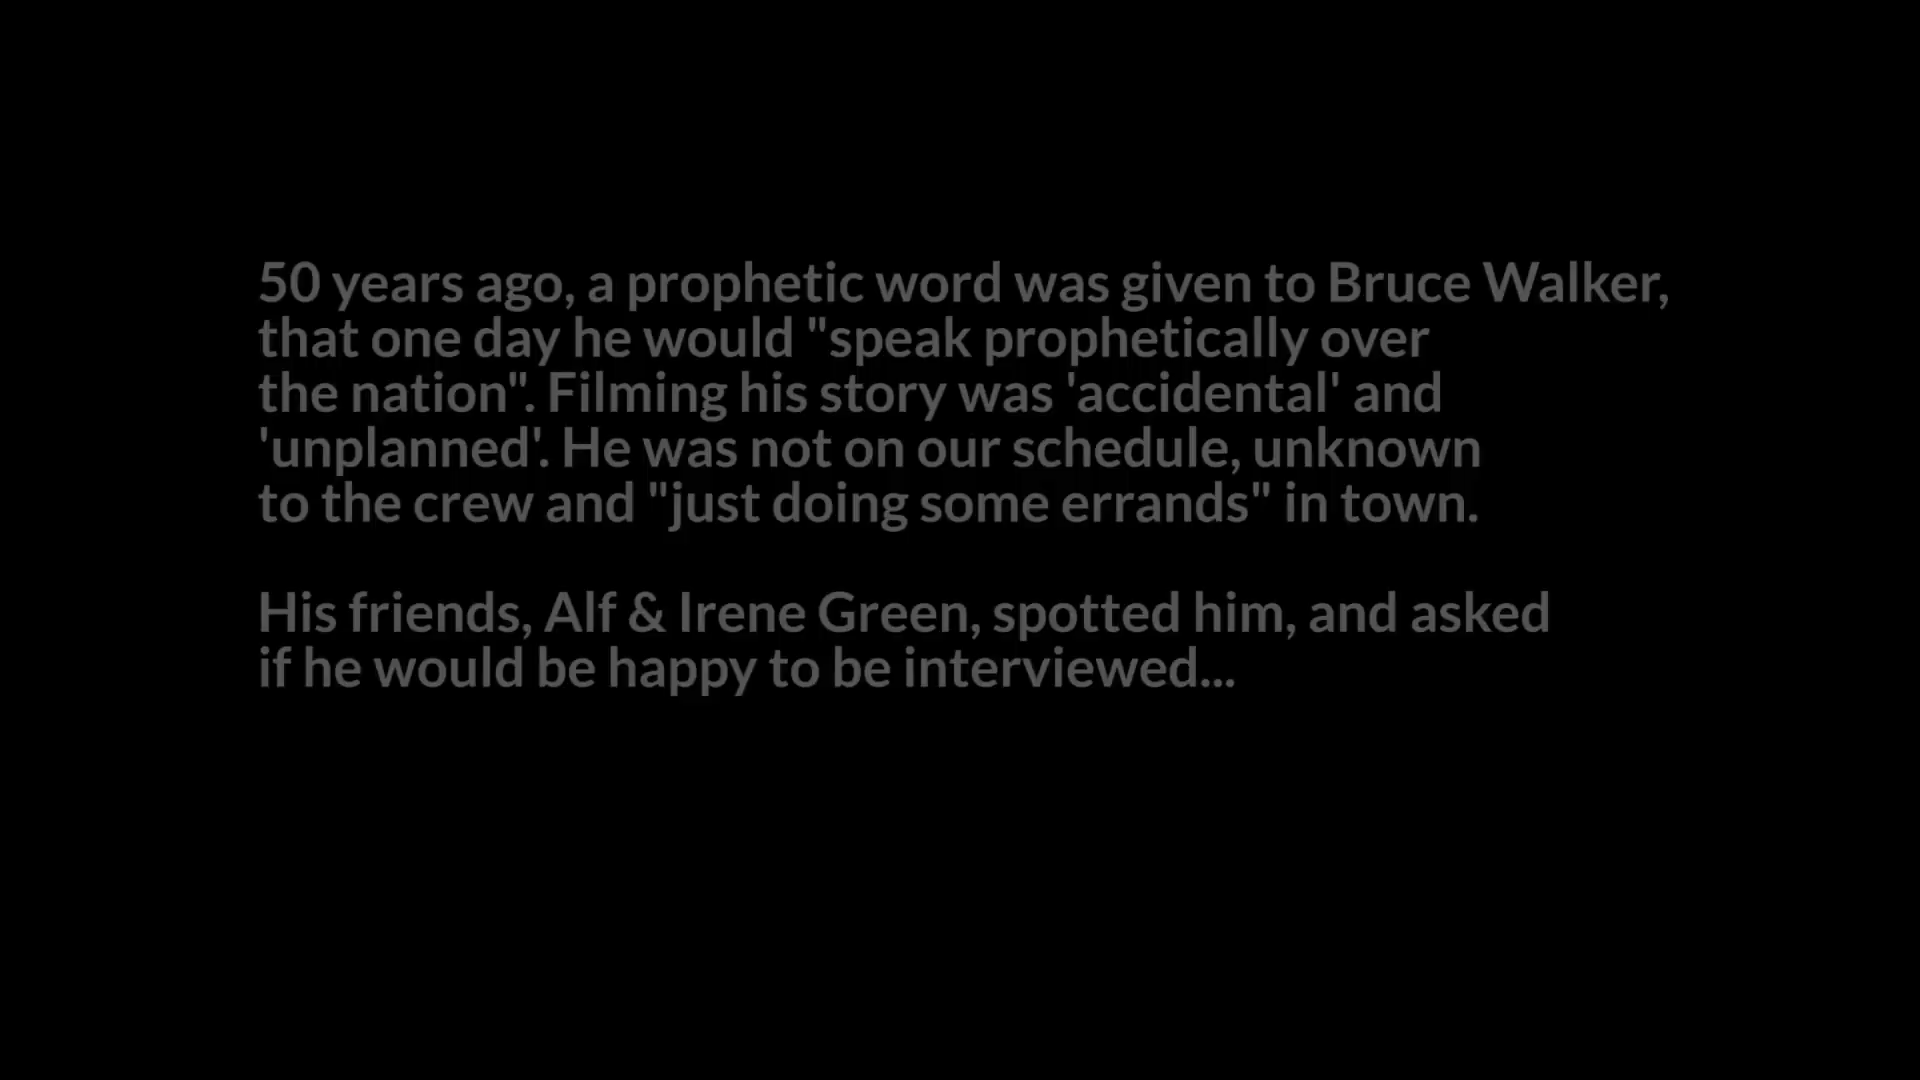 50 years ago, a prophetic word was given to Bruce Walker,
that one day he would "speak prophetically over
the nation". Filming his story was 'accidental' and
'unplanned'. He was not on our schedule, unknown
to the crew and "just doing some errands" in town.
His friends, Alf & Irene Green, spotted him, and asked
if he would be happy to be interviewed...